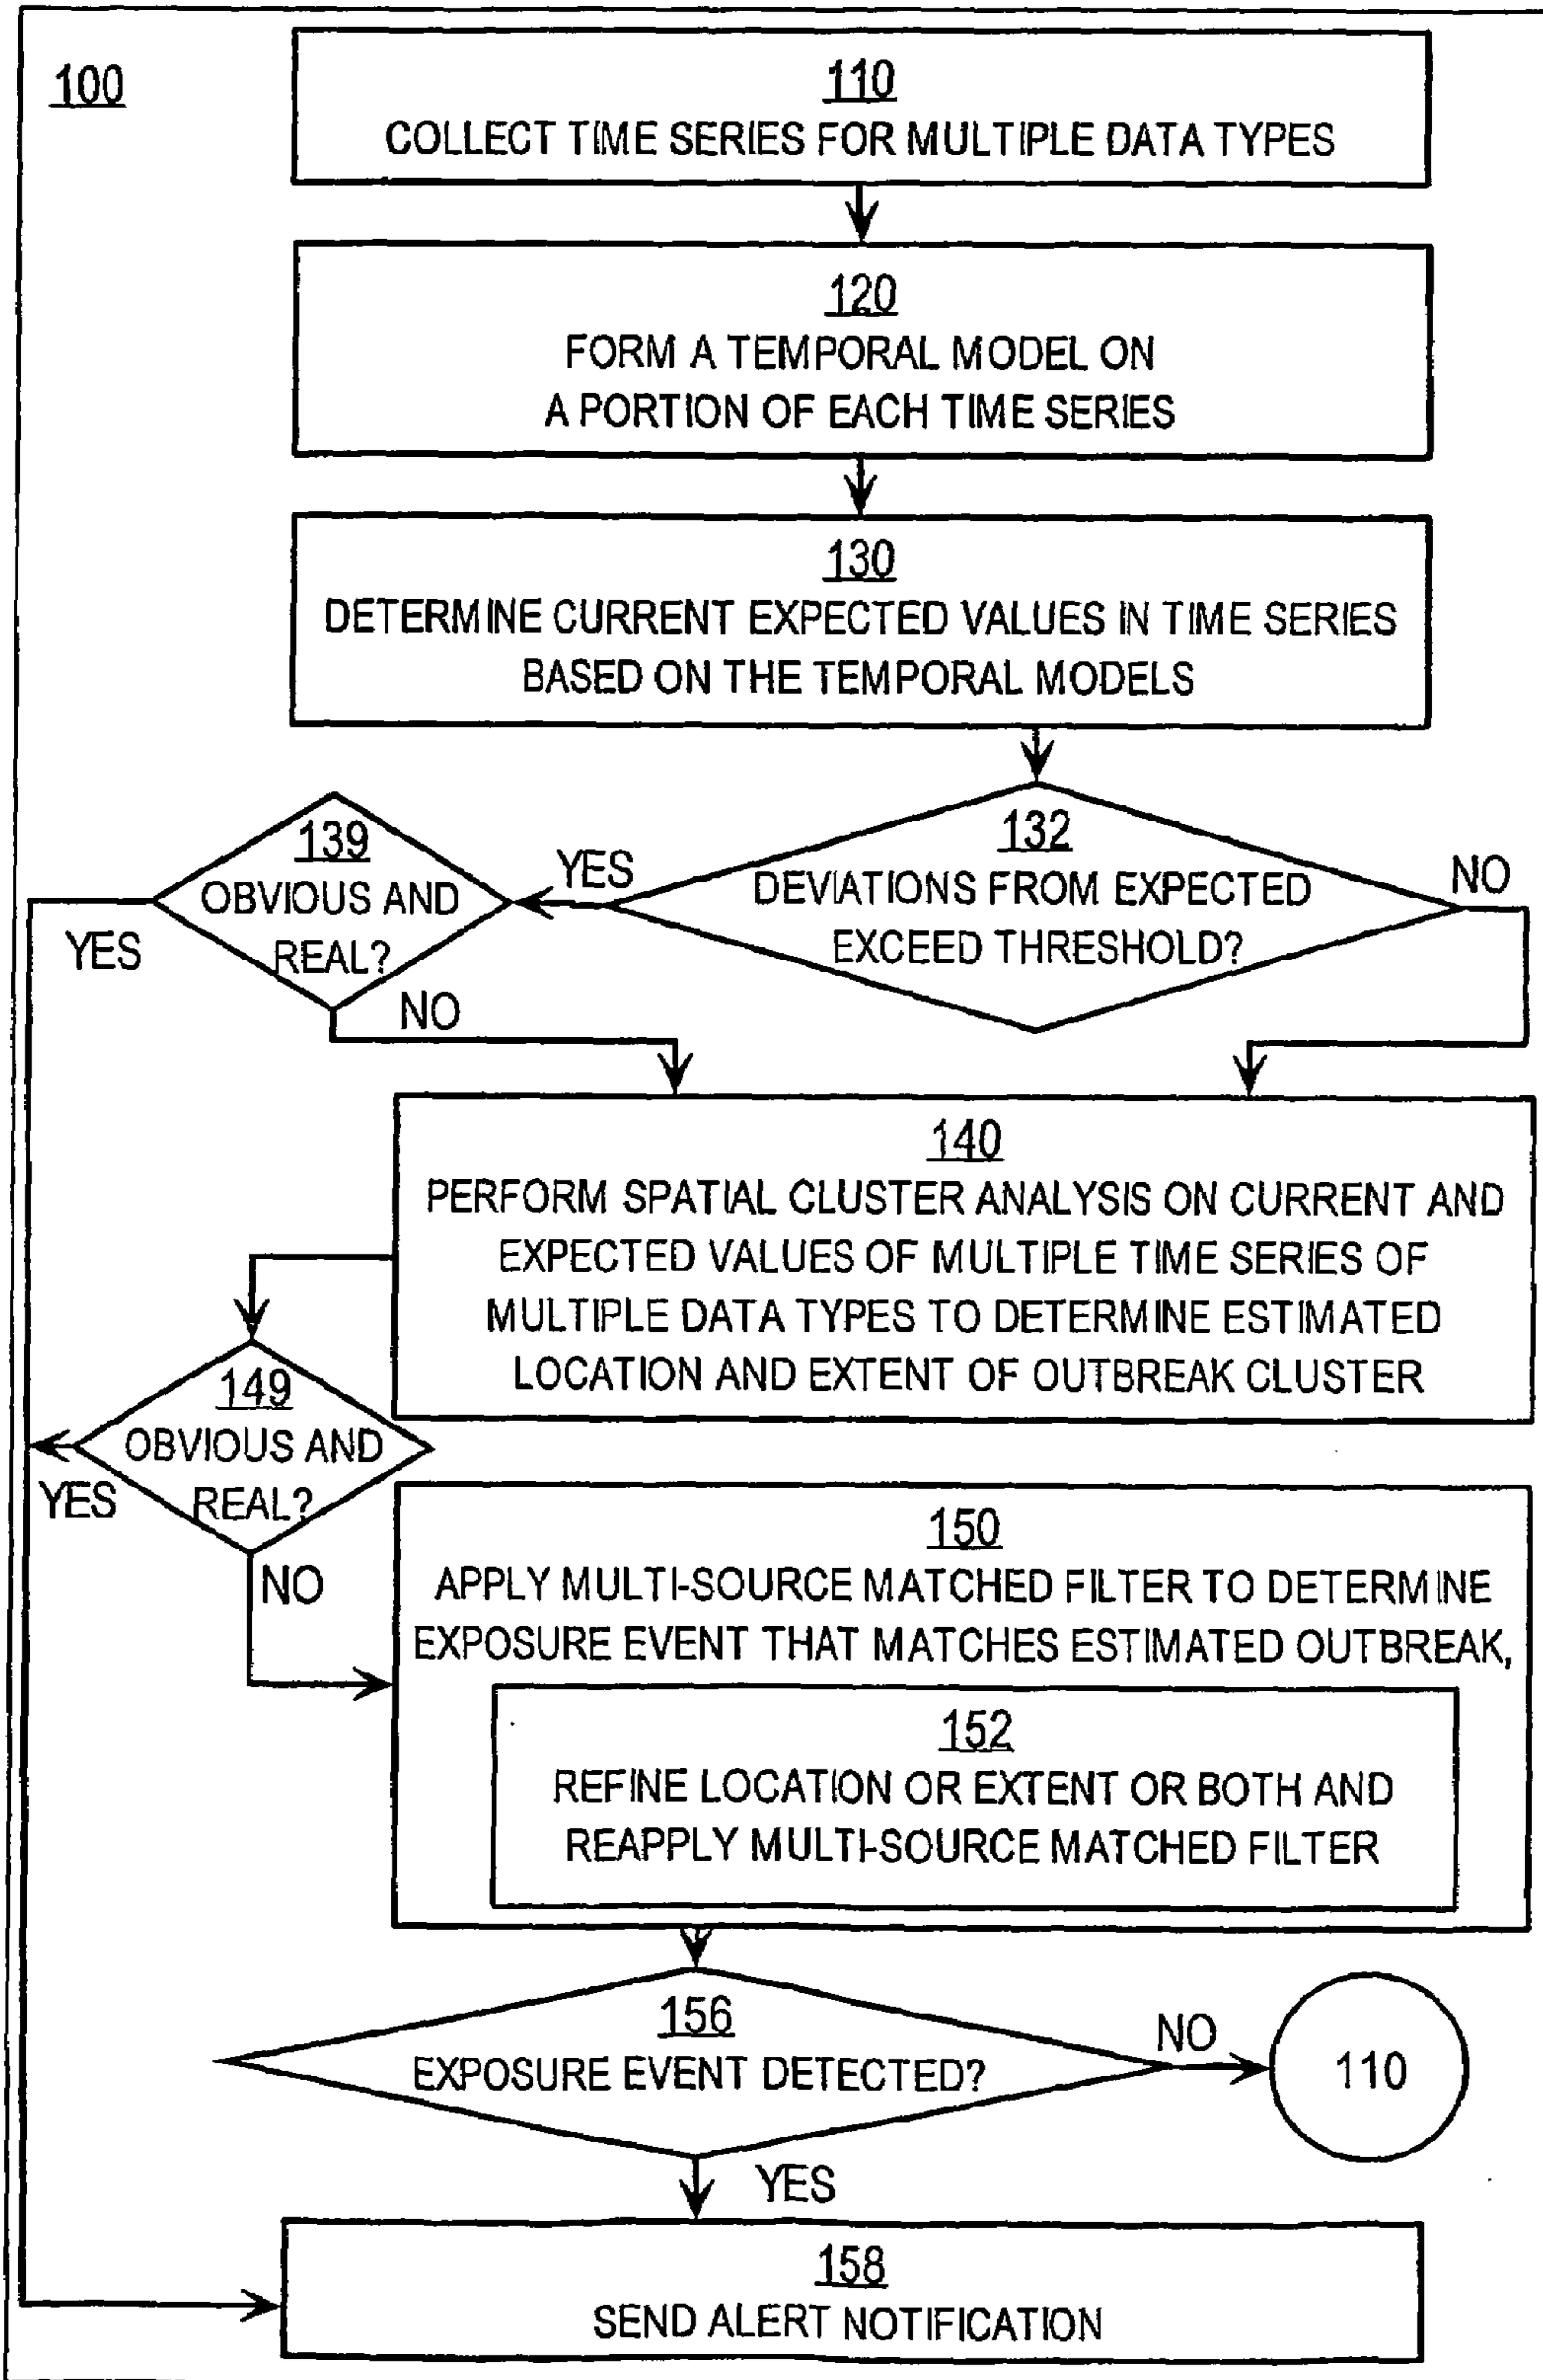 100
110
COLLECT TIME SERIES FOR MULTIPLE DATA TYPES
120
FORM A TEMPORAL MODEL ON
A PORTION OF EACH TIME SERIES
130
DETERMINE CURRENT EXPECTED VALUES IN TIME SERIES
BASED ON THE TEMPORAL MODELS
132
DEVIATIONS FROM EXPECTED
EXCEED THRESHOLD?
YES
NO
139
OBVIOUS AND
REAL?
YES
NO
140
PERFORM SPATIAL CLUSTER ANALYSIS ON CURRENT AND
EXPECTED VALUES OF MULTIPLE TIME SERIES OF
MULTIPLE DATA TYPES TO DETERMINE ESTIMATED
LOCATION AND EXTENT OF OUTBREAK CLUSTER
149
OBVIOUS AND
REAL?
YES
NO
150
APPLY MULTI-SOURCE MATCHED FILTER TO DETERMINE
EXPOSURE EVENT THAT MATCHES ESTIMATED OUTBREAK,
152
REFINE LOCATION OR EXTENT OR BOTH AND
REAPPLY MULTI-SOURCE MATCHED FILTER
156
EXPOSURE EVENT DETECTED?
NO
110
YES
158
SEND ALERT NOTIFICATION